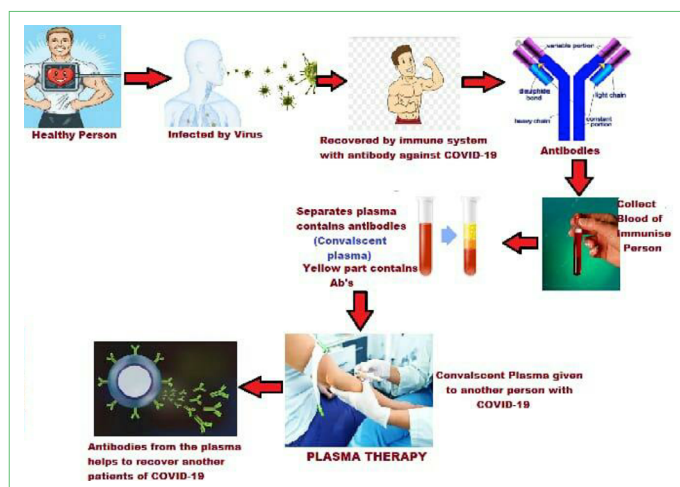 Healthy Person
Infected by Virus
Recovered by immune system
with antibody against COVID-19
variable portion
disulphide
bond
light chain
heavy chain
constant
portion
Antibodies
Collect
Blood of
Immunise
Person
Separates plasma
contains antibodies
(Convalscent
plasma)
Yellow part contains
Ab's
Convalscent Plasma given
to another person with
COVID-19
PLASMA THERAPY
Antibodies from the plasma
helps to recover another
patients of COVID-19